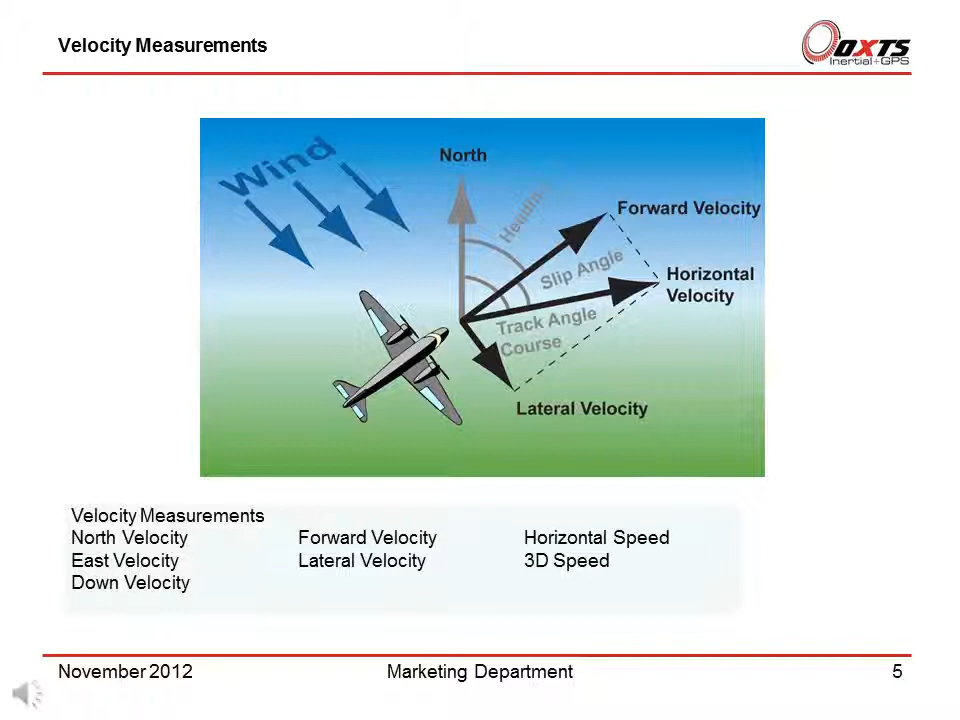 Velocity Measurements
OXTS
Inertial+GPS
Wind
North
Forward Velocity
Slip Angle
Horizontal
Velocity
Track Angle
Course
Lateral Velocity
Velocity Measurements
North Velocity Forward Velocity Horizontal Speed
East Velocity Lateral Velocity 3D Speed
Down Velocity
November 2012 Marketing Department 5